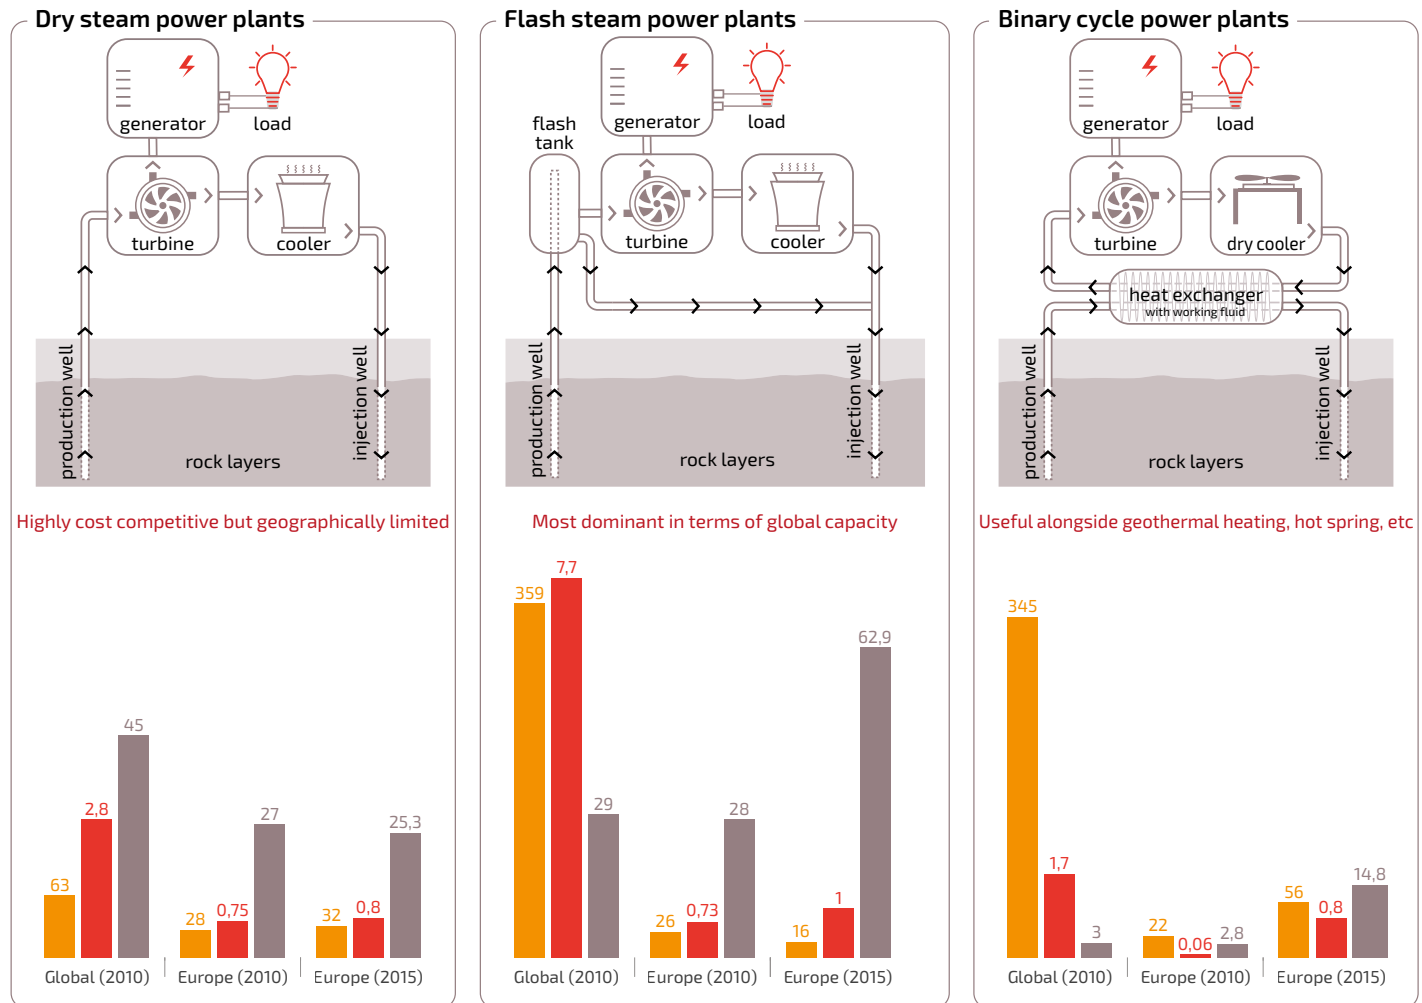 Dry steam power plants
generator
load
turbine
cooler
production well
injection well
rock layers
Highly cost competitive but geographically limited
63
2,8
45
28
0,75
27
32
0,8
25,3
Global (2010)
Europe (2010)
Europe (2015)
Flash steam power plants
flash
tank
generator
load
turbine
cooler
production well
injection well
rock layers
Most dominant in terms of global capacity
359
7,7
29
26
0,73
28
16
1
62,9
Global (2010)
Europe (2010)
Europe (2015)
Binary cycle power plants
generator
load
turbine
dry cooler
heat exchanger
with working fluid
production well
injection well
rock layers
Useful alongside geothermal heating, hot spring, etc
345
1,7
3
22
0,06
2,8
56
0,8
14,8
Global (2010)
Europe (2010)
Europe (2015)